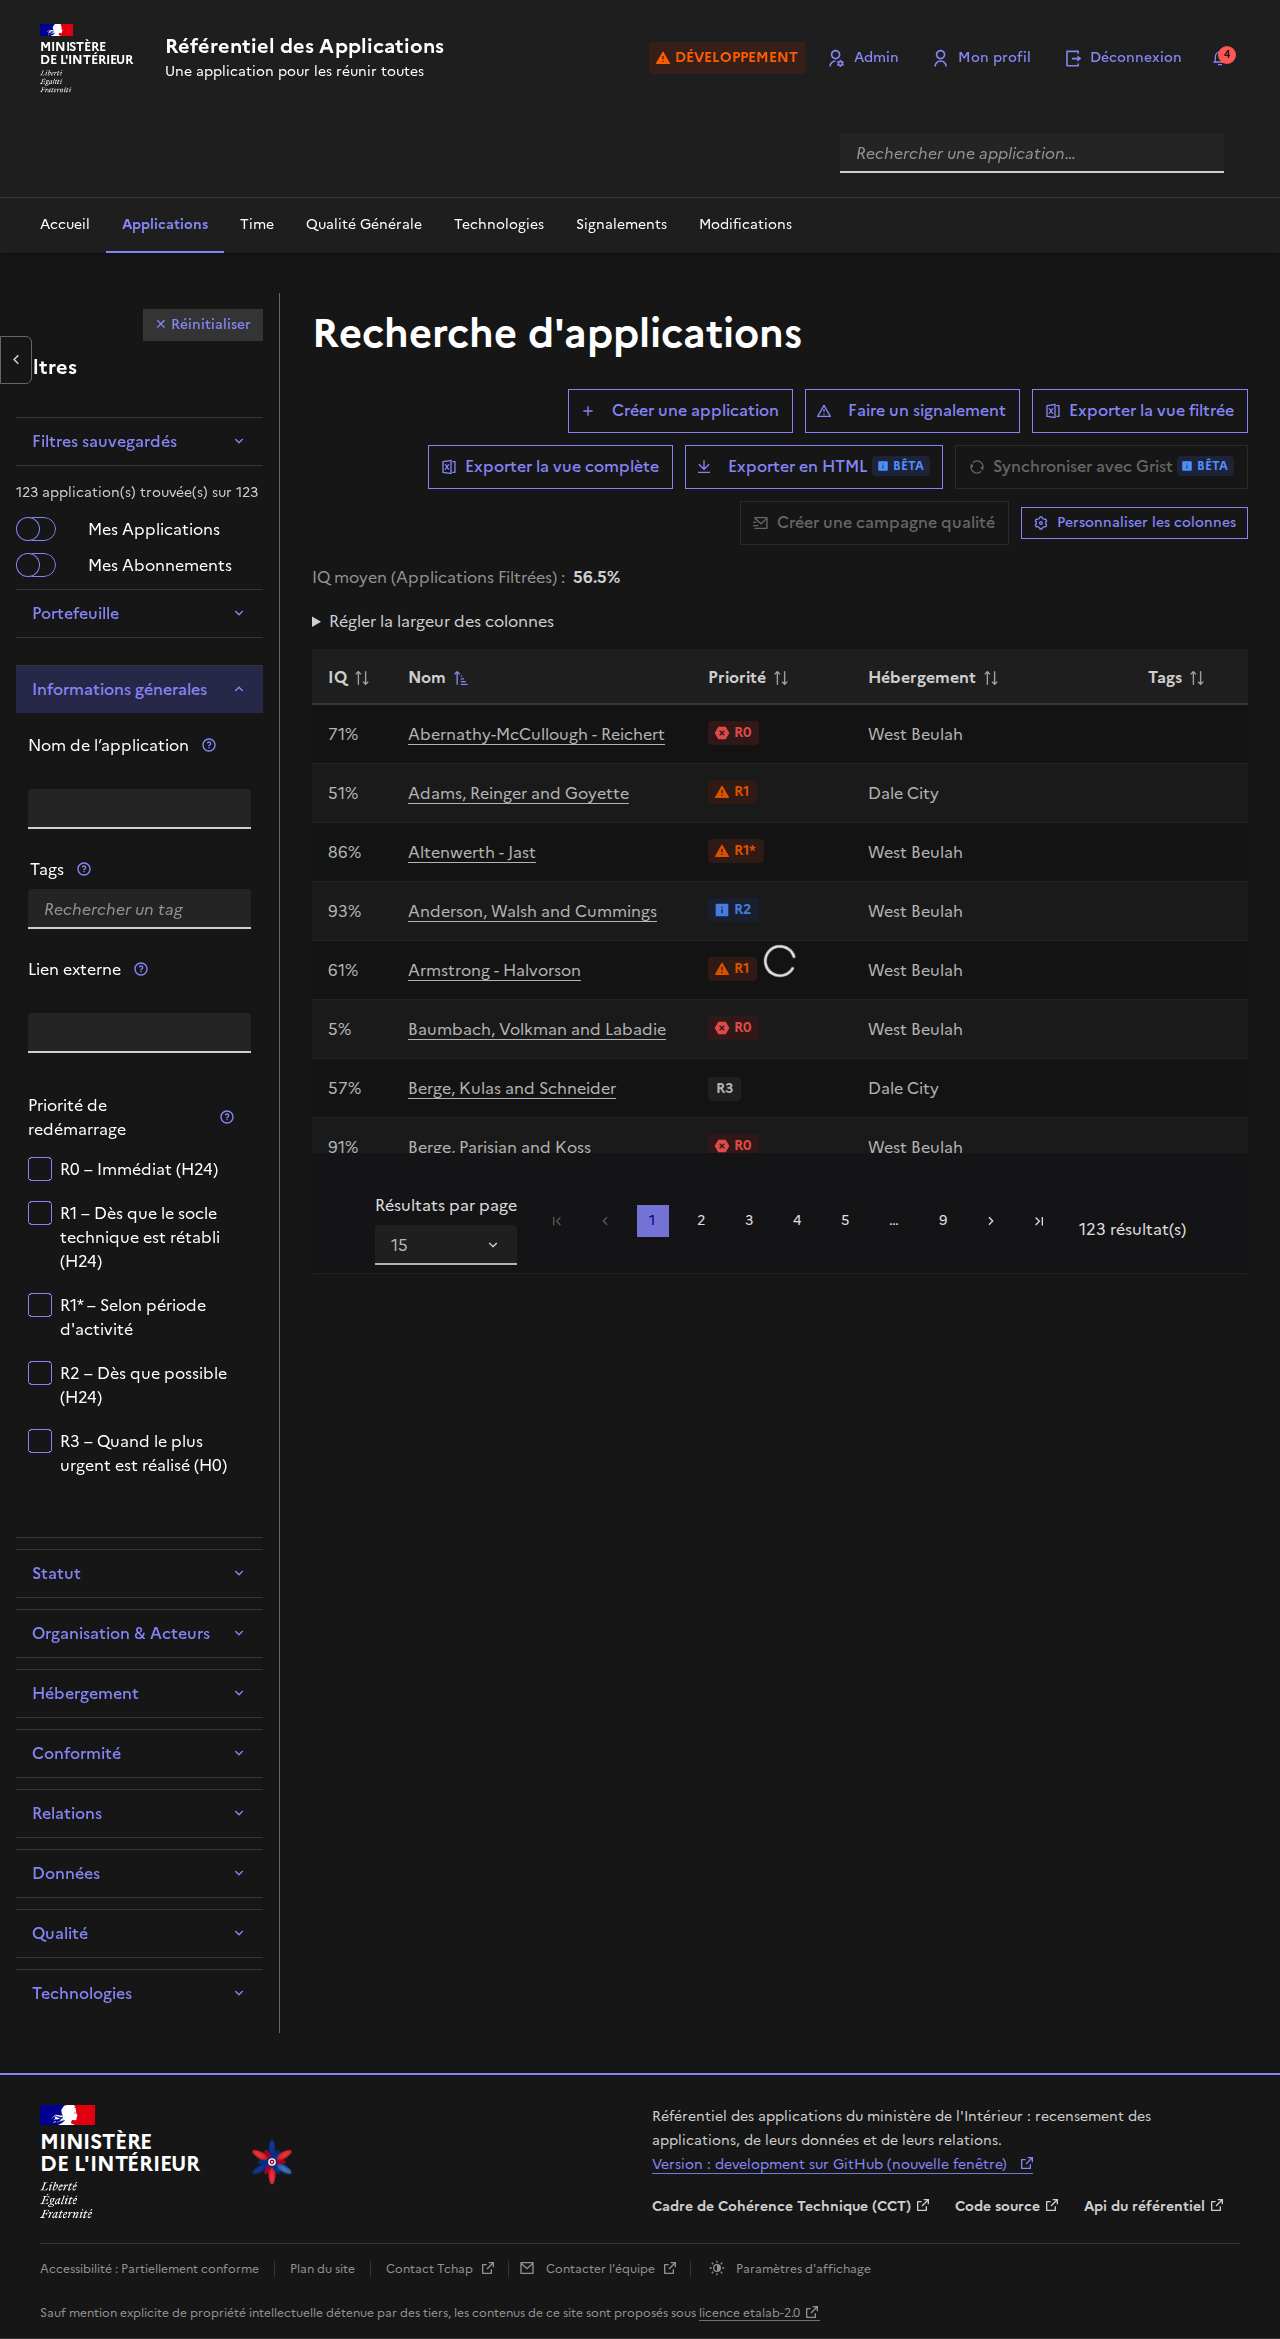 MINISTÈRE
DE L'INTÉRIEUR
Liberté
Égalité
Fraternité
Référentiel des Applications
Une application pour les réunir toutes
DÉVELOPPEMENT
Admin
Mon profil
Déconnexion
4
Rechercher une application...
Accueil
Applications
Time
Qualité Générale
Technologies
Signalements
Modifications
Réinitialiser
ltres
Filtres sauvegardés
123 application(s) trouvée(s) sur 123
Mes Applications
Mes Abonnements
Portefeuille
Informations génerales
Nom de l’application
Tags
Rechercher un tag
Lien externe
Priorité de
redémarrage
R0 – Immédiat (H24)
R1 – Dès que le socle
technique est rétabli
(H24)
R1* – Selon période
d'activité
R2 – Dès que possible
(H24)
R3 – Quand le plus
urgent est réalisé (H0)
Statut
Organisation & Acteurs
Hébergement
Conformité
Relations
Données
Qualité
Technologies
Recherche d'applications
Créer une application
Faire un signalement
Exporter la vue filtrée
Exporter la vue complète
Exporter en HTML BÊTA
Synchroniser avec Grist BÊTA
Créer une campagne qualité
Personnaliser les colonnes
IQ moyen (Applications Filtrées) : 56.5%
Régler la largeur des colonnes
IQ Nom Priorité Hébergement Tags
71% Abernathy-McCullough - Reichert R0 West Beulah
51% Adams, Reinger and Goyette R1 Dale City
86% Altenwerth - Jast R1* West Beulah
93% Anderson, Walsh and Cummings R2 West Beulah
61% Armstrong - Halvorson R1 West Beulah
5% Baumbach, Volkman and Labadie R0 West Beulah
57% Berge, Kulas and Schneider R3 Dale City
91% Berge, Parisian and Koss R0 West Beulah
Résultats par page
15
1 2 3 4 5 … 9
123 résultat(s)
MINISTÈRE
DE L'INTÉRIEUR
Liberté
Égalité
Fraternité
Référentiel des applications du ministère de l'Intérieur : recensement des
applications, de leurs données et de leurs relations.
Version : development sur GitHub (nouvelle fenêtre)
Cadre de Cohérence Technique (CCT)
Code source
Api du référentiel
Accessibilité : Partiellement conforme
Plan du site
Contact Tchap
Contacter l'équipe
Paramètres d'affichage
Sauf mention explicite de propriété intellectuelle détenue par des tiers, les contenus de ce site sont proposés sous licence etalab-2.0